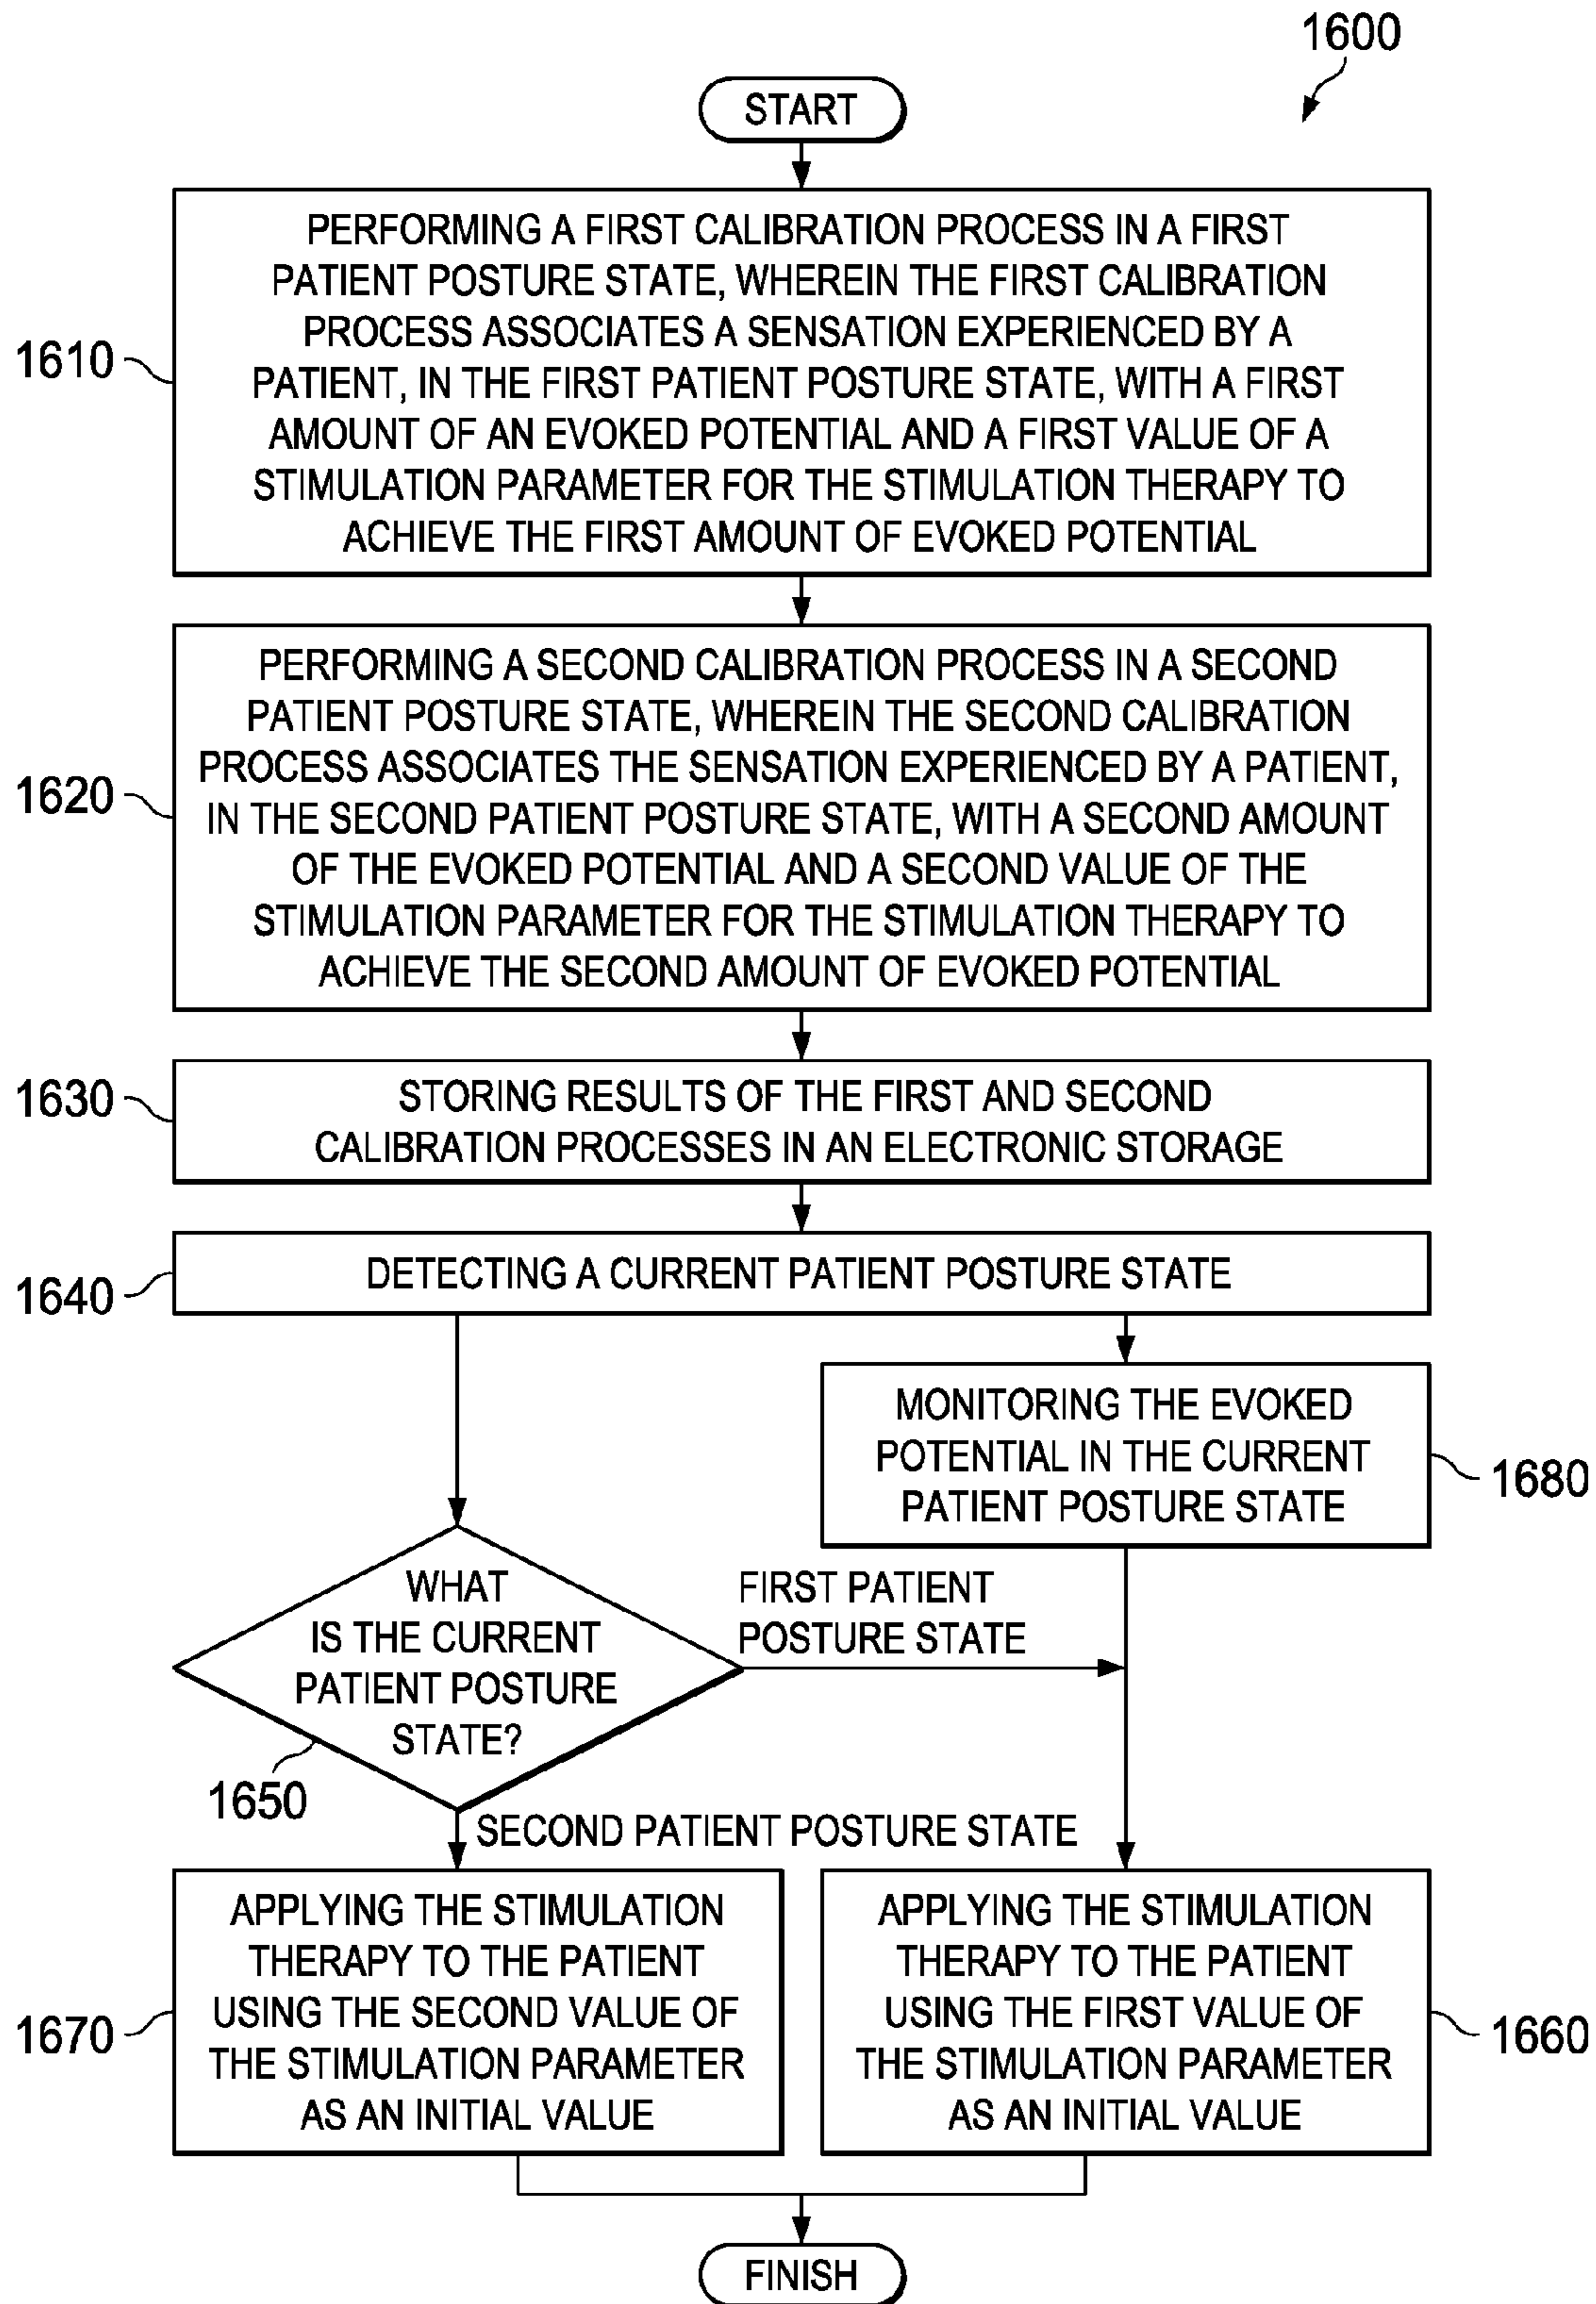 1600
START
PERFORMING A FIRST CALIBRATION PROCESS IN A FIRST
PATIENT POSTURE STATE, WHEREIN THE FIRST CALIBRATION
PROCESS ASSOCIATES A SENSATION EXPERIENCED BY A
PATIENT, IN THE FIRST PATIENT POSTURE STATE, WITH A FIRST
AMOUNT OF AN EVOKED POTENTIAL AND A FIRST VALUE OF A
STIMULATION PARAMETER FOR THE STIMULATION THERAPY TO
ACHIEVE THE FIRST AMOUNT OF EVOKED POTENTIAL
1610
PERFORMING A SECOND CALIBRATION PROCESS IN A SECOND
PATIENT POSTURE STATE, WHEREIN THE SECOND CALIBRATION
PROCESS ASSOCIATES THE SENSATION EXPERIENCED BY A PATIENT,
IN THE SECOND PATIENT POSTURE STATE, WITH A SECOND AMOUNT
OF THE EVOKED POTENTIAL AND A SECOND VALUE OF THE
STIMULATION PARAMETER FOR THE STIMULATION THERAPY TO
ACHIEVE THE SECOND AMOUNT OF EVOKED POTENTIAL
1620
STORING RESULTS OF THE FIRST AND SECOND
CALIBRATION PROCESSES IN AN ELECTRONIC STORAGE
1630
DETECTING A CURRENT PATIENT POSTURE STATE
1640
MONITORING THE EVOKED
POTENTIAL IN THE CURRENT
PATIENT POSTURE STATE
1680
WHAT
IS THE CURRENT
PATIENT POSTURE
STATE?
1650
FIRST PATIENT
POSTURE STATE
SECOND PATIENT POSTURE STATE
APPLYING THE STIMULATION
THERAPY TO THE PATIENT
USING THE SECOND VALUE OF
THE STIMULATION PARAMETER
AS AN INITIAL VALUE
1670
APPLYING THE STIMULATION
THERAPY TO THE PATIENT
USING THE FIRST VALUE OF
THE STIMULATION PARAMETER
AS AN INITIAL VALUE
1660
FINISH